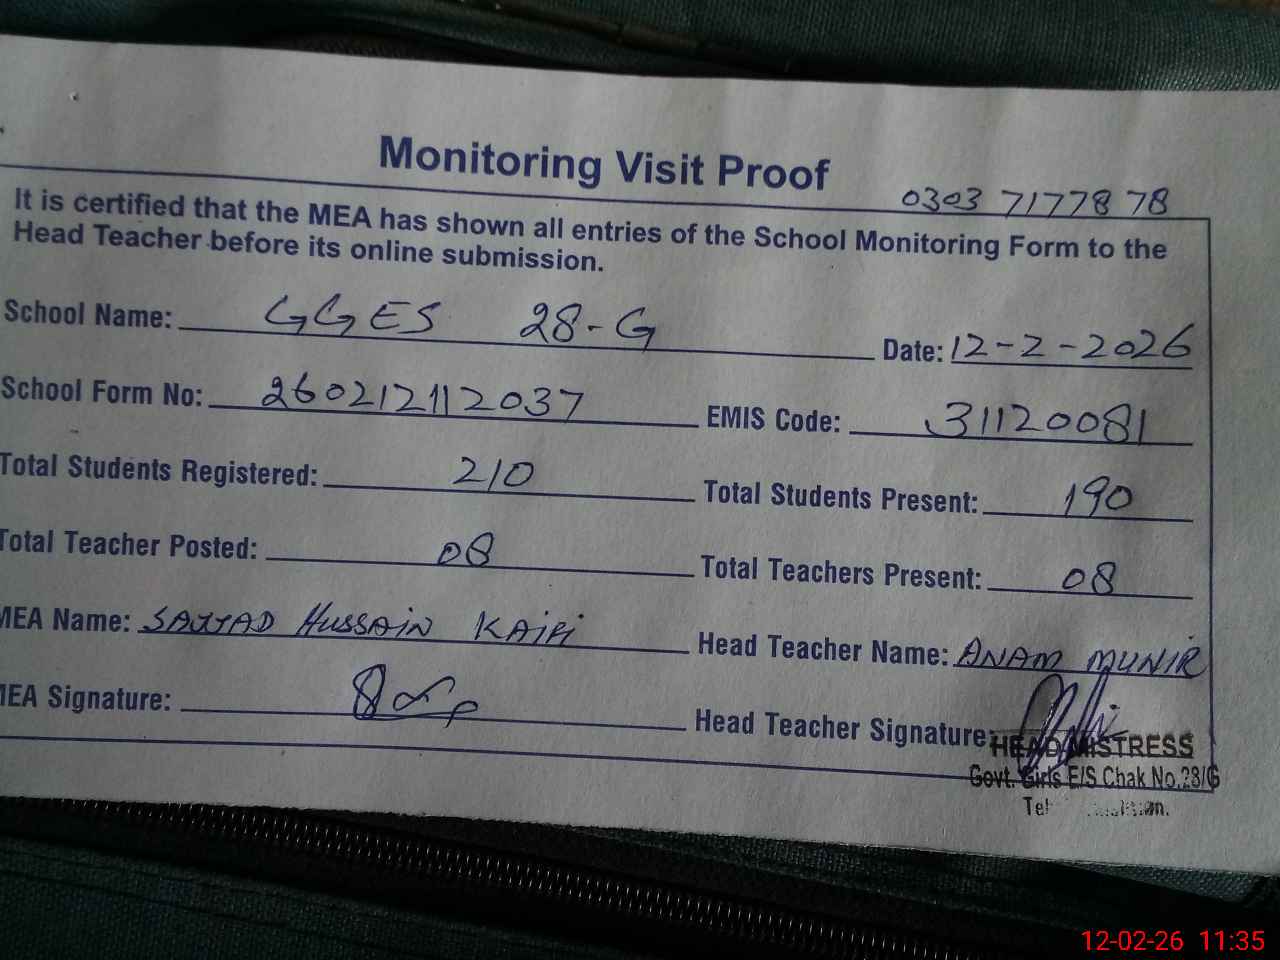 Monitoring Visit Proof
0303 7177878
It is certified that the MEA has shown all entries of the School Monitoring Form to the
Head Teacher before its online submission.
School Name: GGES 28-G
Date: 12-2-2026
School Form No: 260212112037
EMIS Code: 31120081
Total Students Registered: 210
Total Students Present: 190
Total Teacher Posted: 08
Total Teachers Present: 08
MEA Name: SAJJAD HUSSAIN
Head Teacher Name: ANAM MUNIR
MEA Signature:
Head Teacher Signature:
HEAD MISTRESS
Govt. Girls E/S Chak No.28/G
12-02-26 11:35